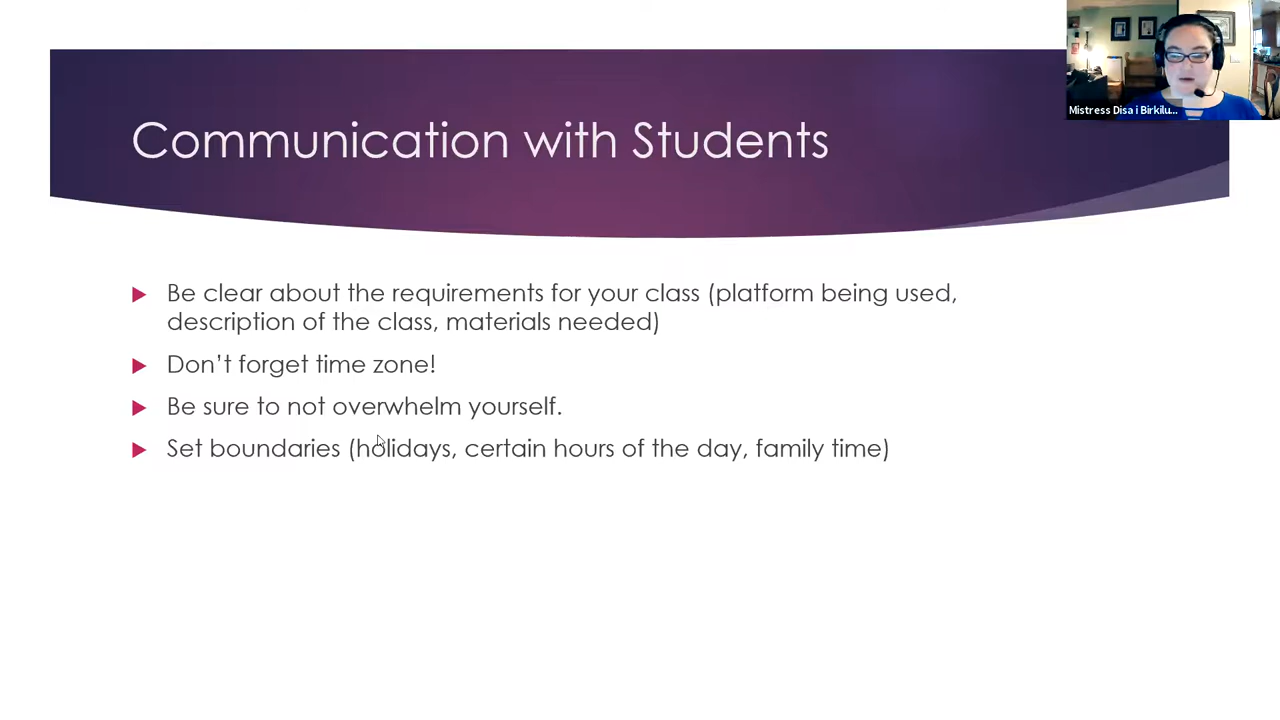 Mistress Disa i Birkilu...
Communication with Students
Be clear about the requirements for your class (platform being used,
description of the class, materials needed)
Don't forget time zone!
Be sure to not overwhelm yourself.
Set boundaries (holidays, certain hours of the day, family time)